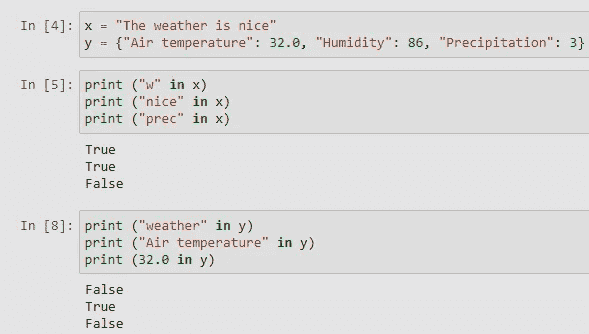 In [4]: x = "The weather is nice"
y = {"Air temperature": 32.0, "Humidity": 86, "Precipitation": 3}
In [5]: print ("w" in x)
print ("nice" in x)
print ("prec" in x)
True
True
False
In [8]: print ("weather" in y)
print ("Air temperature" in y)
print (32.0 in y)
False
True
False